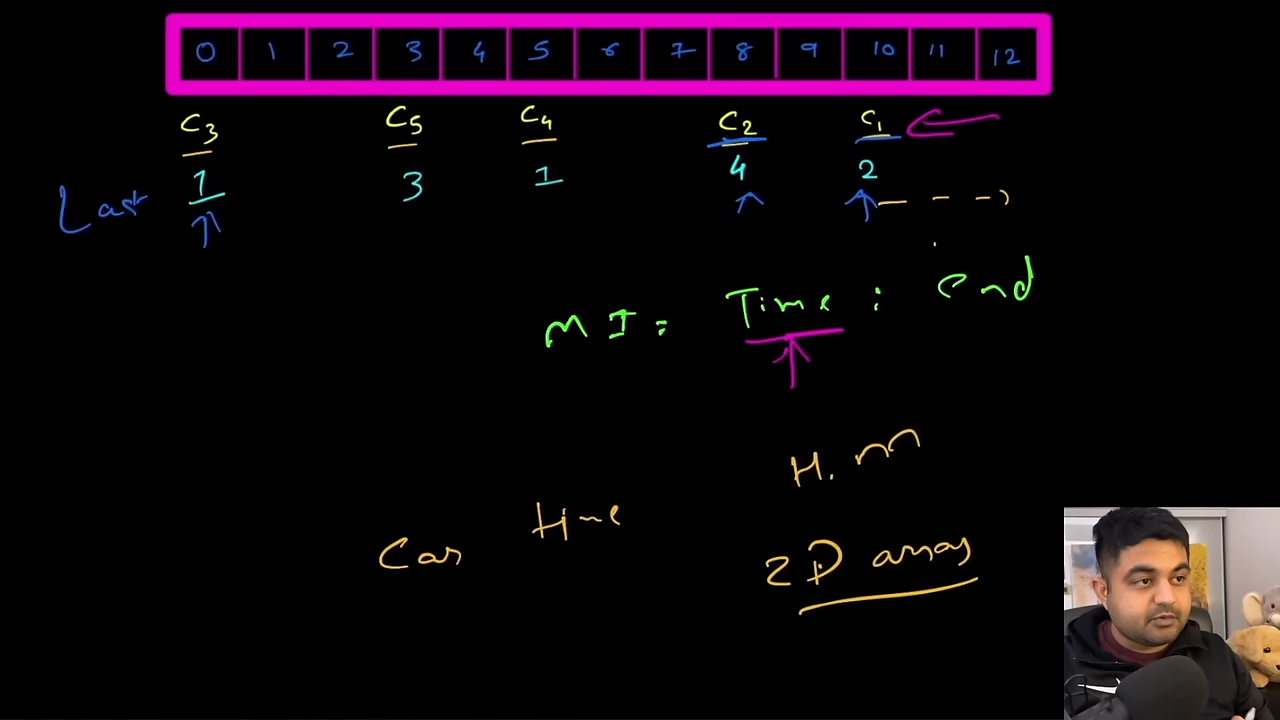 0 1 2 3 4 5 6 7 8 9 10 11 12
C3 C5 C4 C2 C1
Last 1 3 1 4 2
MI = Time : end
H. M
Car time
2D array